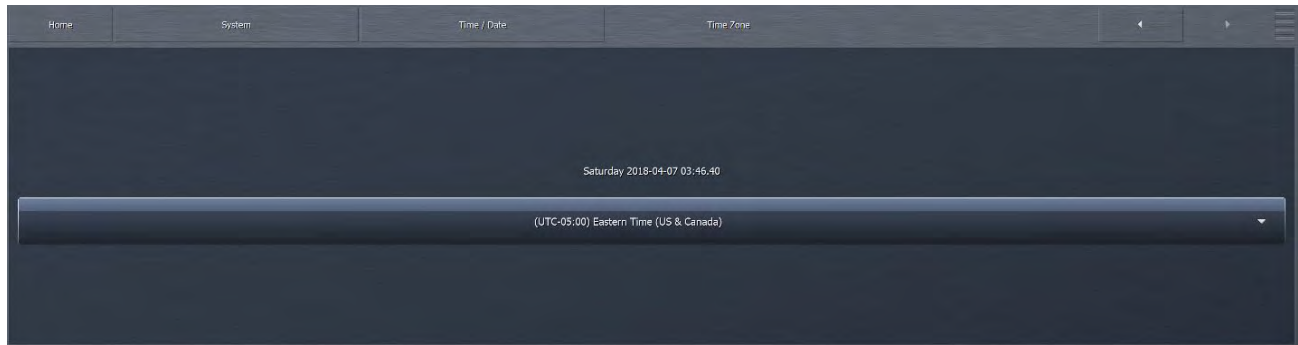 Home System Time / Date Time Zone
Saturday 2018-04-07 03.46.40
(UTC-05:00) Eastern Time (US & Canada)